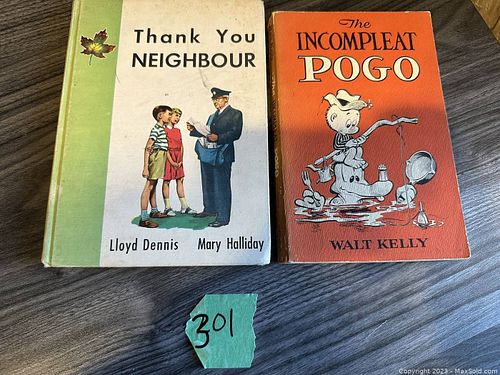 Thank You
NEIGHBOUR
Lloyd Dennis Mary Halliday
The
INCOMPLEAT
POGO
WALT KELLY
301
Copyright © 2023 - MaxSold.com